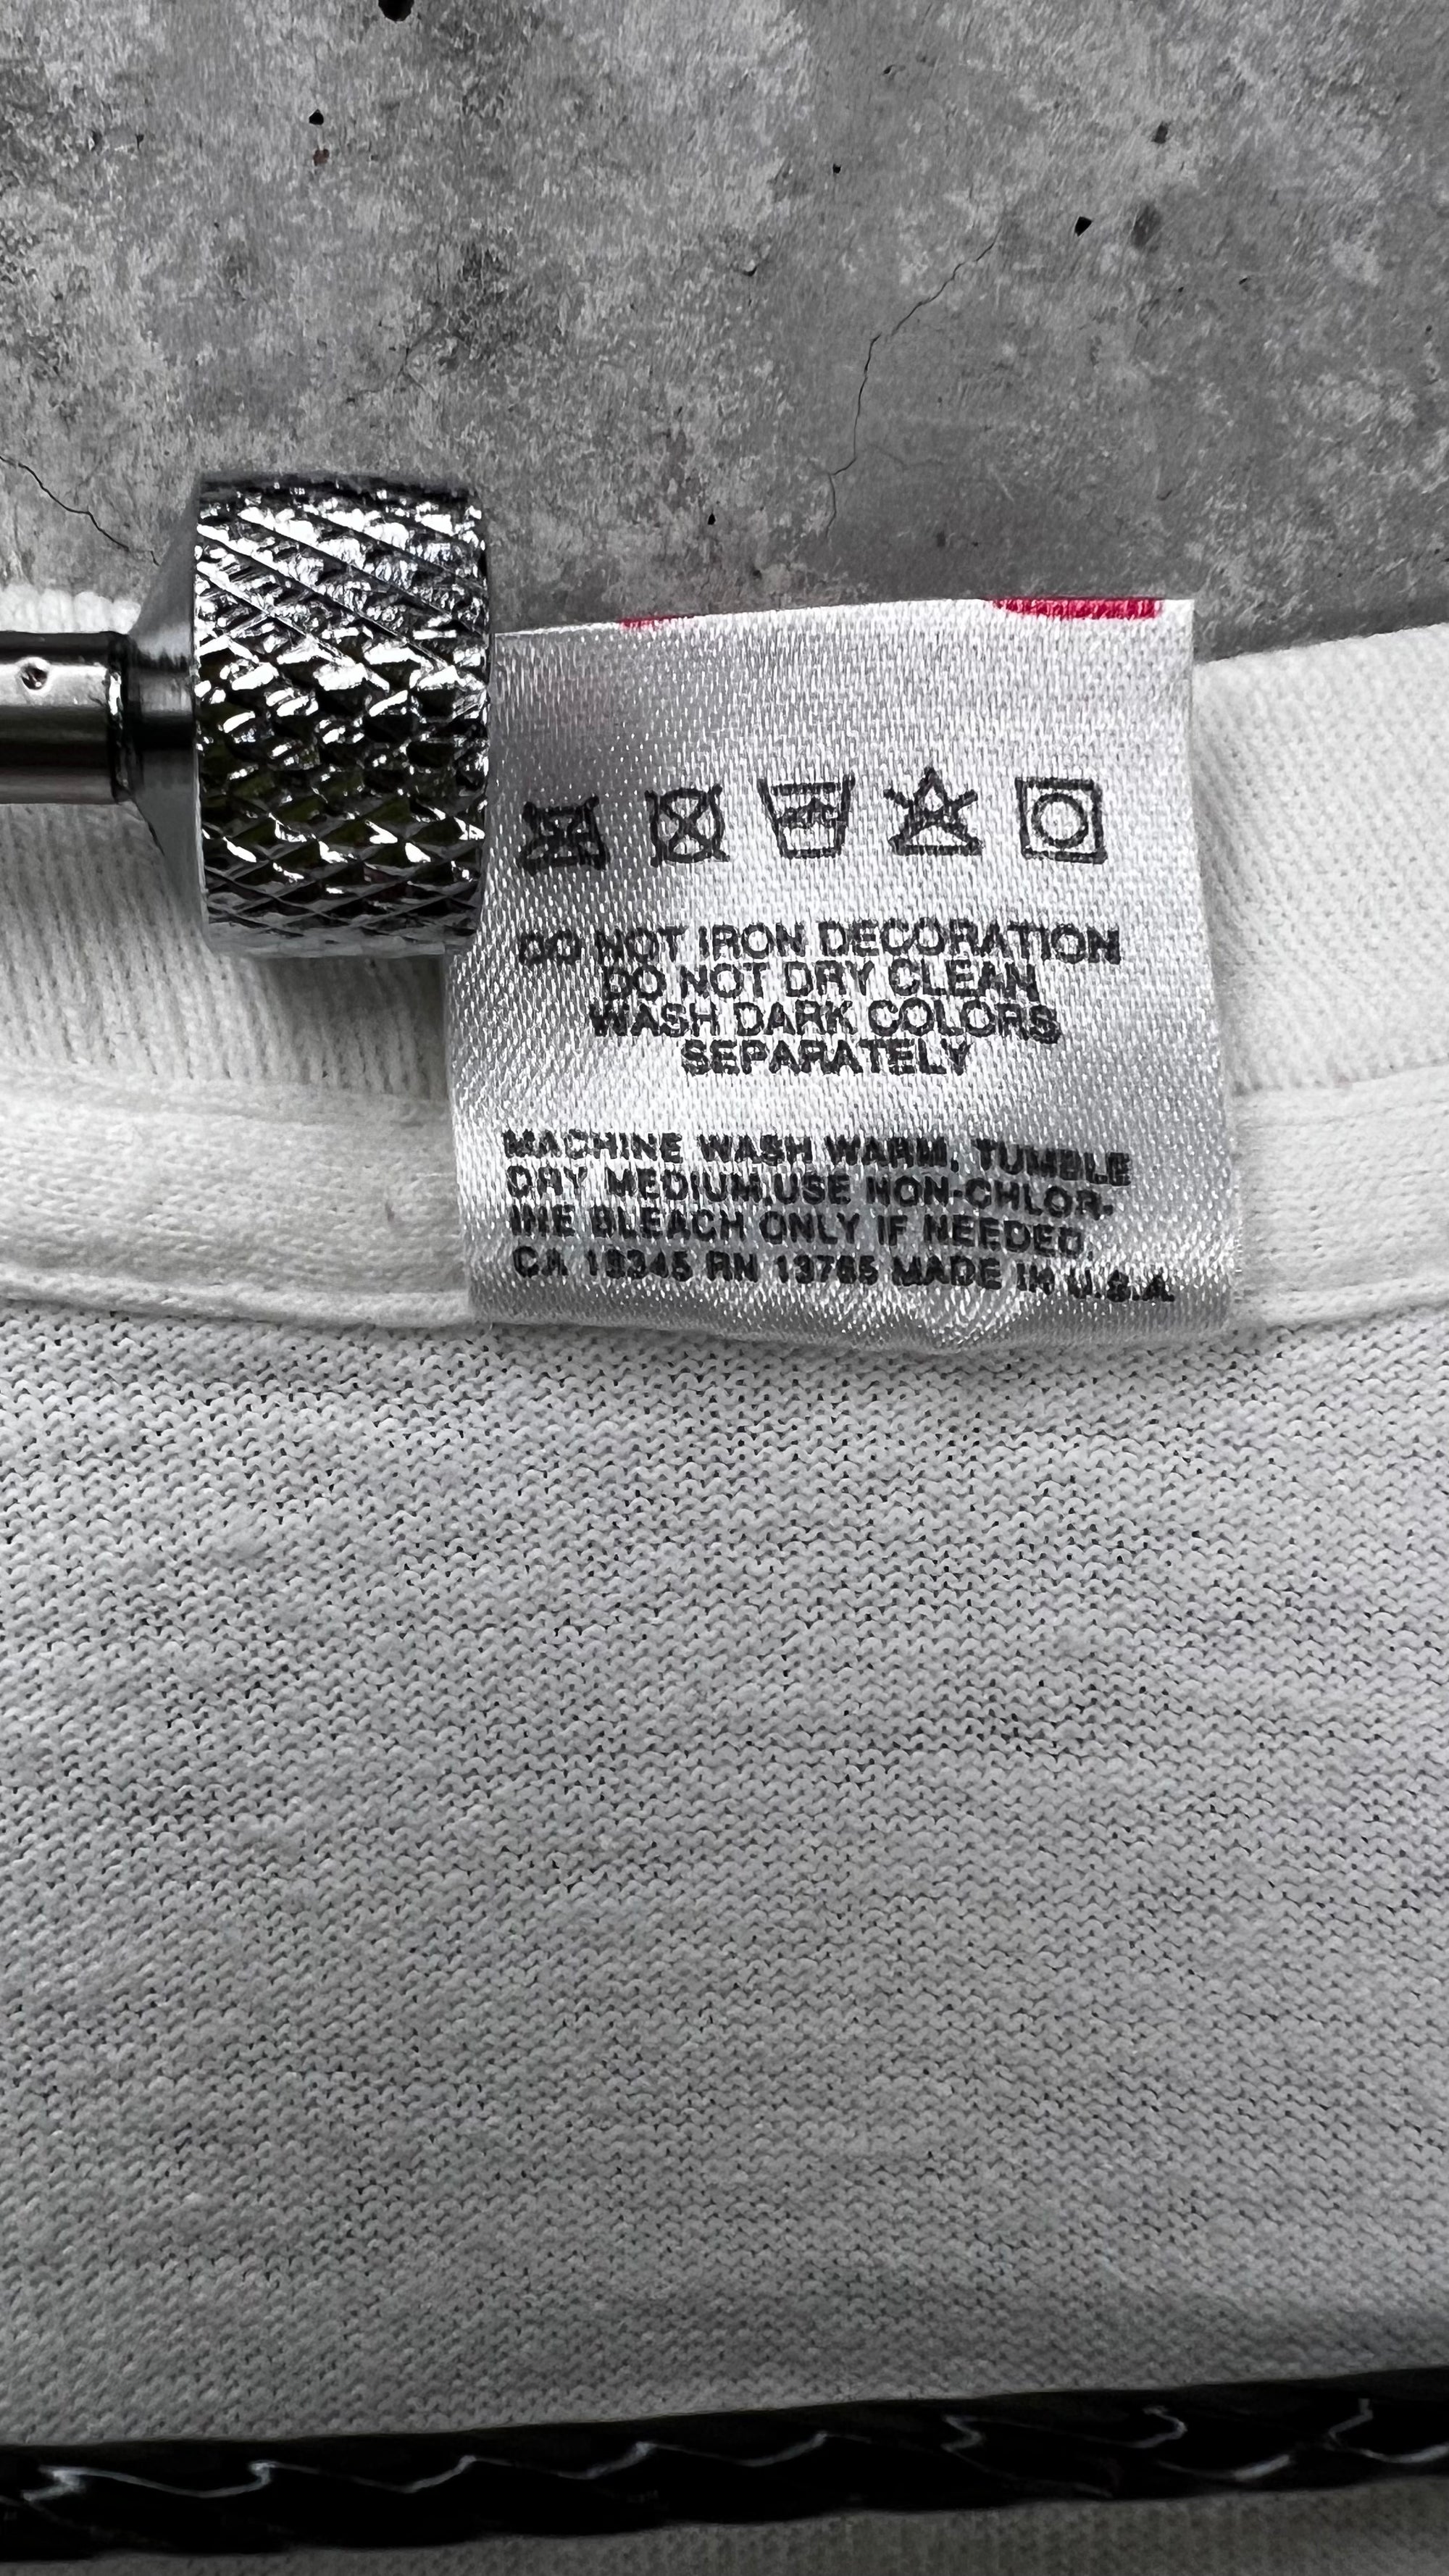 DO NOT IRON DECORATION
DO NOT DRY CLEAN
WASH DARK COLORS
SEPARATELY
MACHINE WASH WARM, TUMBLE
DRY MEDIUM.USE NON-CHLOR-
INE BLEACH ONLY IF NEEDED.
CA 19345 RN 13765 MADE IN U.S.A.